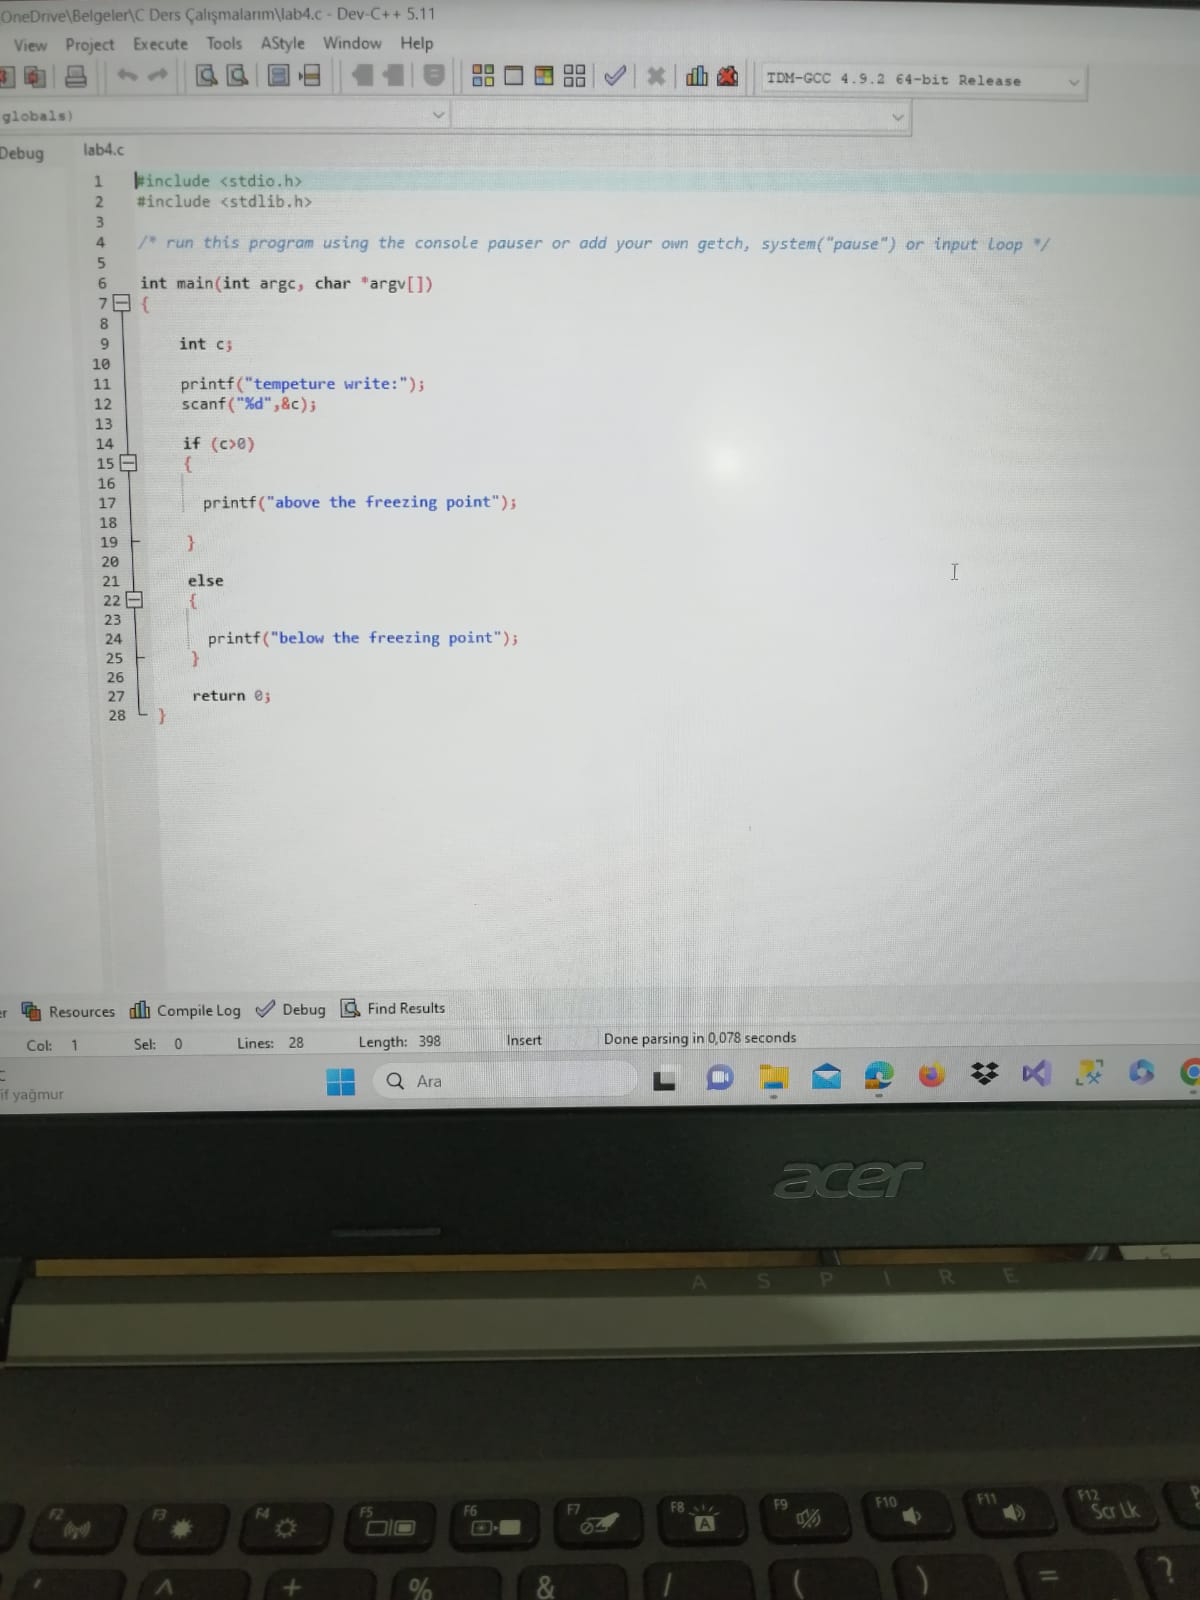 OneDrive\Belgeler\C Ders Çalışmalarım\lab4.c - Dev-C++ 5.11
View Project Execute Tools AStyle Window Help
TDM-GCC 4.9.2 64-bit Release
globals)
Debug lab4.c
1 #include <stdio.h>
2 #include <stdlib.h>
3
4 /* run this program using the console pauser or add your own getch, system("pause") or input loop */
5
6 int main(int argc, char *argv[])
7 {
8
9 int c;
10
11 printf("tempeture write:");
12 scanf("%d",&c);
13
14 if (c>0)
15 {
16
17 printf("above the freezing point");
18
19 }
20
21 else
22 {
23
24 printf("below the freezing point");
25 }
26
27 return 0;
28 }
Resources Compile Log Debug Find Results
Col: 1 Sel: 0 Lines: 28 Length: 398 Insert Done parsing in 0,078 seconds
Ara
if yağmur
acer
ASPIRE
F2 F3 F4 F5 F6 F7 F8 F9 F10 F11 F12
A Scr Lk
' ^ + % & / ( ) = ?